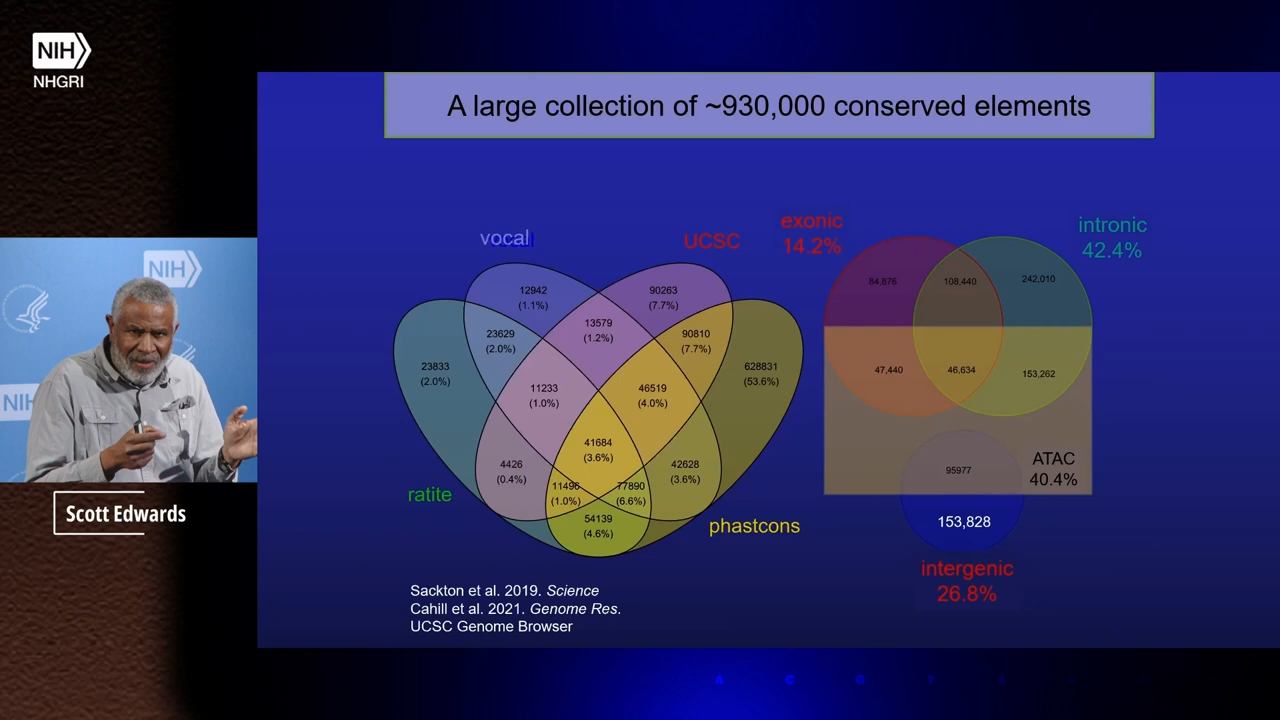 NIH
NHGRI
A large collection of ~930,000 conserved elements
vocal
UCSC
exonic
14.2%
intronic
42.4%
12942
(1.1%)
90263
(7.7%)
84,876
108,440
242,010
23629
(2.0%)
13579
(1.2%)
90810
(7.7%)
23833
(2.0%)
628831
(53.6%)
47,440
46,634
153,262
11233
(1.0%)
46519
(4.0%)
41684
(3.6%)
4426
(0.4%)
42628
(3.6%)
95977
ATAC
40.4%
11496
(1.0%)
77890
(6.6%)
ratite
54139
(4.6%)
phastcons
153,828
intergenic
26.8%
Sackton et al. 2019. Science
Cahill et al. 2021. Genome Res.
UCSC Genome Browser
NIH
NIH
Scott Edwards